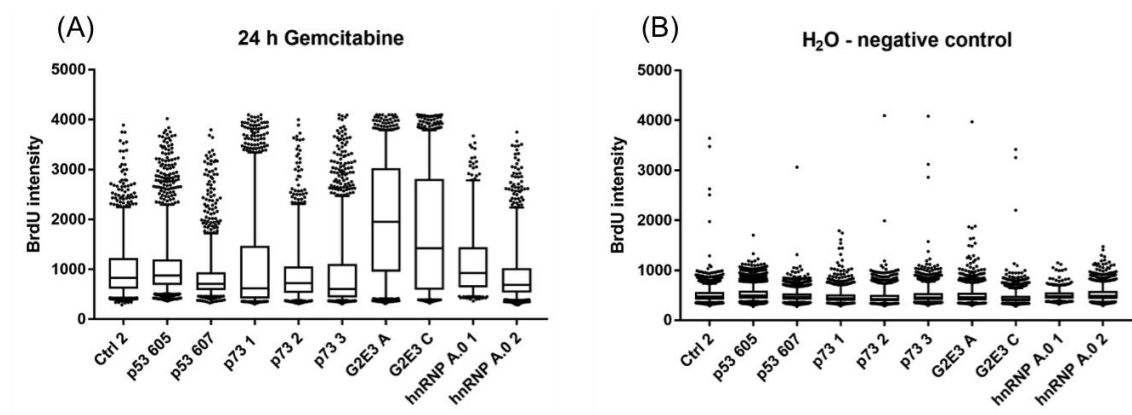 (A)
24 h Gemcitabine
BrdU intensity
5000
4000
3000
2000
1000
0
Ctrl 2
p53 605
p53 607
p73 1
p73 2
p73 3
G2E3 A
G2E3 C
hnRNP A.0 1
hnRNP A.0 2
(B)
H₂O - negative control
BrdU intensity
5000
4000
3000
2000
1000
0
Ctrl 2
p53 605
p53 607
p73 1
p73 2
p73 3
G2E3 A
G2E3 C
hnRNP A.0 1
hnRNP A.0 2